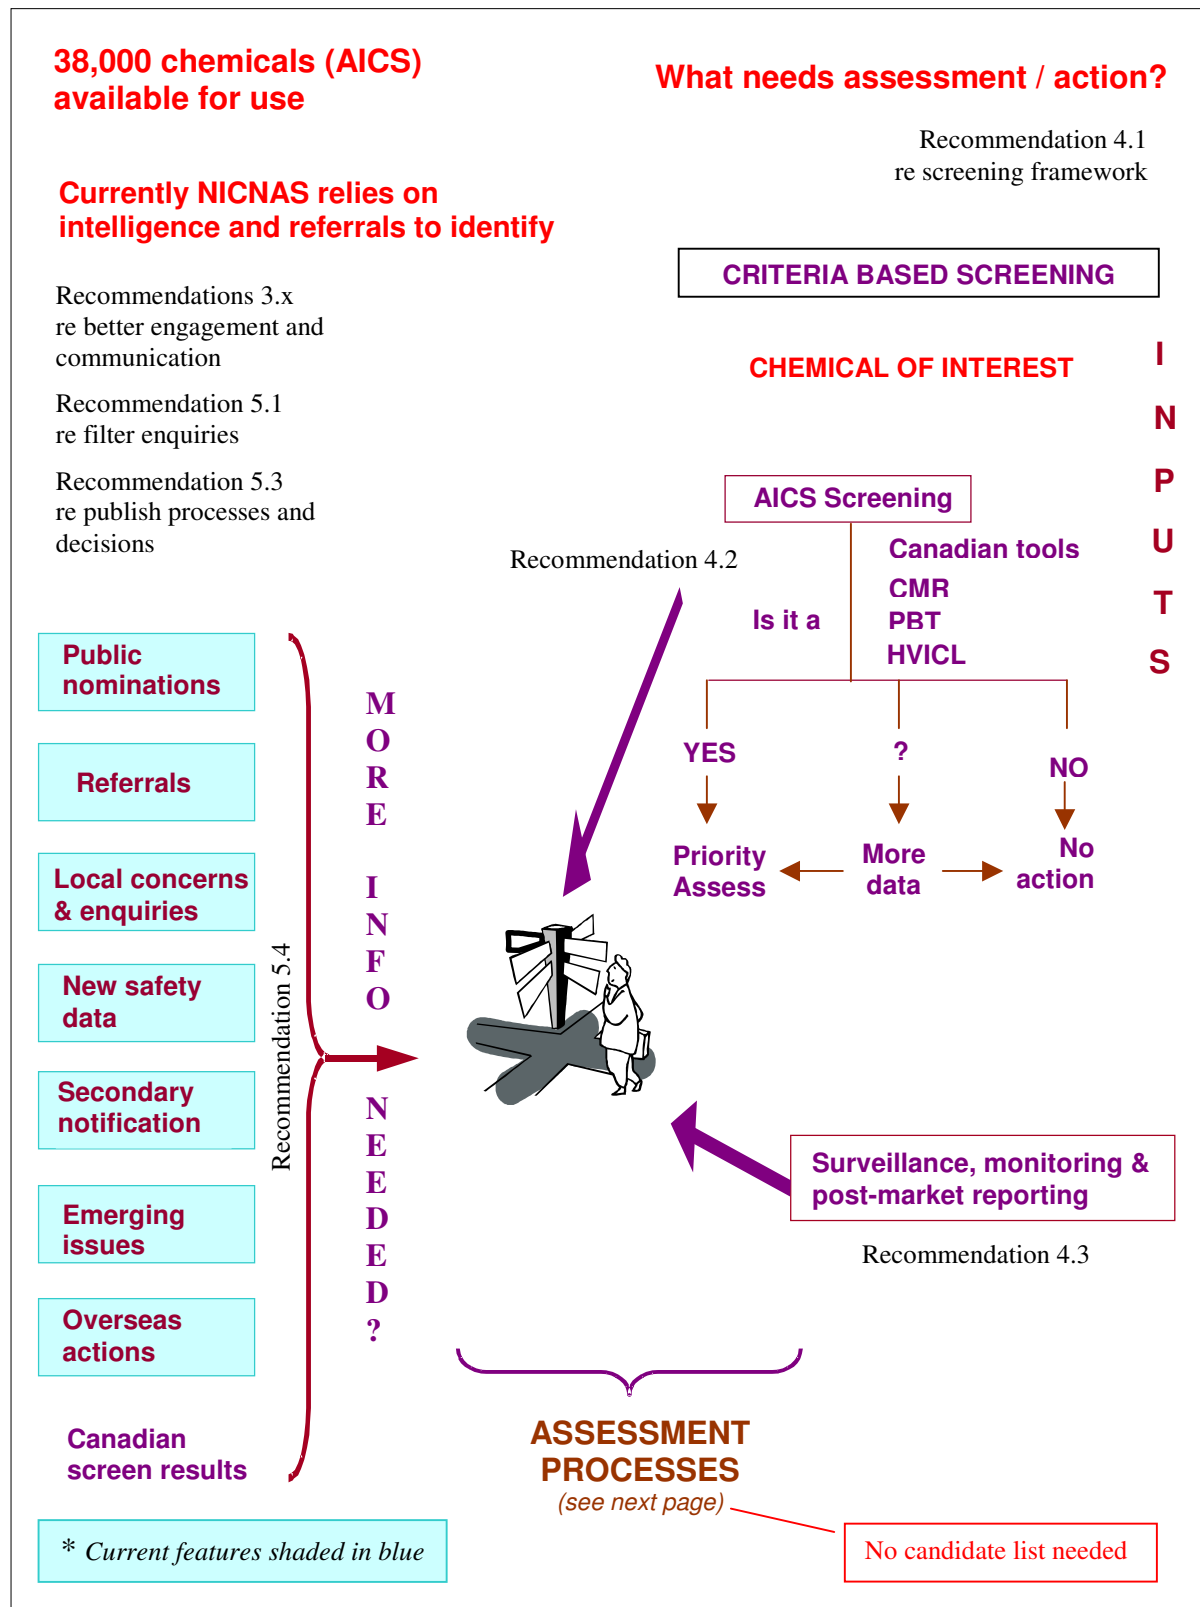 38,000 chemicals (AICS)
available for use
What needs assessment / action?
Recommendation 4.1
re screening framework
Currently NICNAS relies on
intelligence and referrals to identify
CRITERIA BASED SCREENING
Recommendations 3.x
re better engagement and
communication
Recommendation 5.1
re filter enquiries
Recommendation 5.3
re publish processes and
decisions
CHEMICAL OF INTEREST
INPUTS
AICS Screening
Canadian tools
Is it a
CMR
PBT
HVICL
YES
?
NO
Priority
Assess
More
data
No
action
Recommendation 4.2
Public
nominations
Referrals
Local concerns
& enquiries
New safety
data
Secondary
notification
Emerging
issues
Overseas
actions
Canadian
screen results
Recommendation 5.4
MORE INFO NEEDED?
Surveillance, monitoring &
post-market reporting
Recommendation 4.3
ASSESSMENT
PROCESSES
(see next page)
* Current features shaded in blue
No candidate list needed